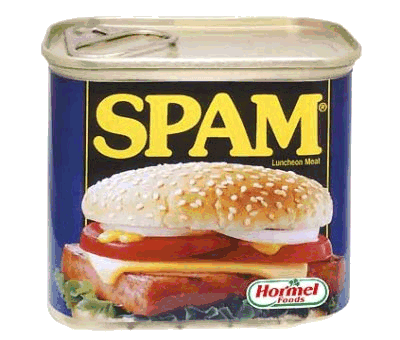 SPAM®
Luncheon Meat
Hormel
Foods